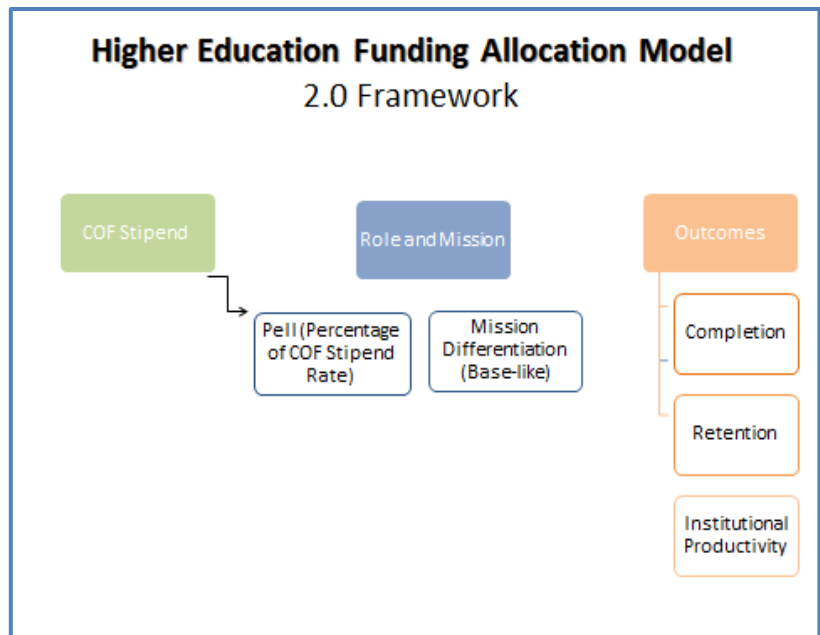 Higher Education Funding Allocation Model
2.0 Framework
COF Stipend
Role and Mission
Outcomes
Pell (Percentage
of COF Stipend
Rate)
Mission
Differentiation
(Base-like)
Completion
Retention
Institutional
Productivity